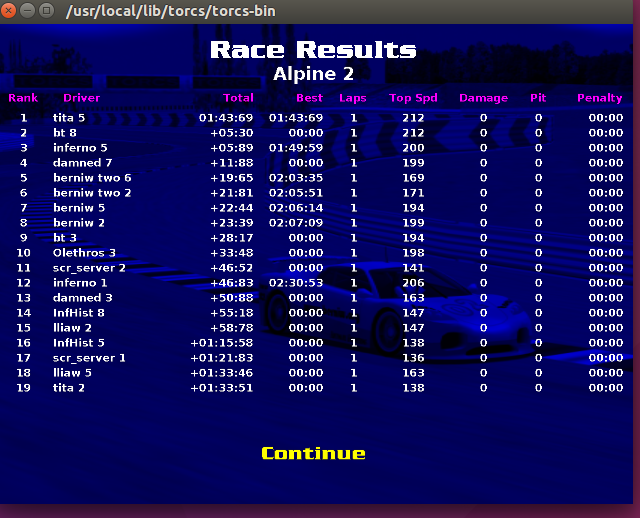 /usr/local/lib/torcs/torcs-bin
Race Results
Alpine 2
Rank Driver Total Best Laps Top Spd Damage Pit Penalty
1 tita 5 01:43:69 01:43:69 1 212 0 0 00:00
2 bt 8 +05:30 00:00 1 212 0 0 00:00
3 inferno 5 +05:89 01:49:59 1 200 0 0 00:00
4 damned 7 +11:88 00:00 1 199 0 0 00:00
5 berniw two 6 +19:65 02:03:35 1 169 0 0 00:00
6 berniw two 2 +21:81 02:05:51 1 171 0 0 00:00
7 berniw 5 +22:44 02:06:14 1 194 0 0 00:00
8 berniw 2 +23:39 02:07:09 1 199 0 0 00:00
9 bt 3 +28:17 00:00 1 194 0 0 00:00
10 Olethros 3 +33:48 00:00 1 198 0 0 00:00
11 scr_server 2 +46:52 00:00 1 141 0 0 00:00
12 inferno 1 +46:83 02:30:53 1 206 0 0 00:00
13 damned 3 +50:88 00:00 1 163 0 0 00:00
14 InfHist 8 +55:18 00:00 1 147 0 0 00:00
15 lliaw 2 +58:78 00:00 1 147 0 0 00:00
16 InfHist 5 +01:15:58 00:00 1 138 0 0 00:00
17 scr_server 1 +01:21:83 00:00 1 136 0 0 00:00
18 lliaw 5 +01:33:46 00:00 1 163 0 0 00:00
19 tita 2 +01:33:51 00:00 1 138 0 0 00:00
Continue